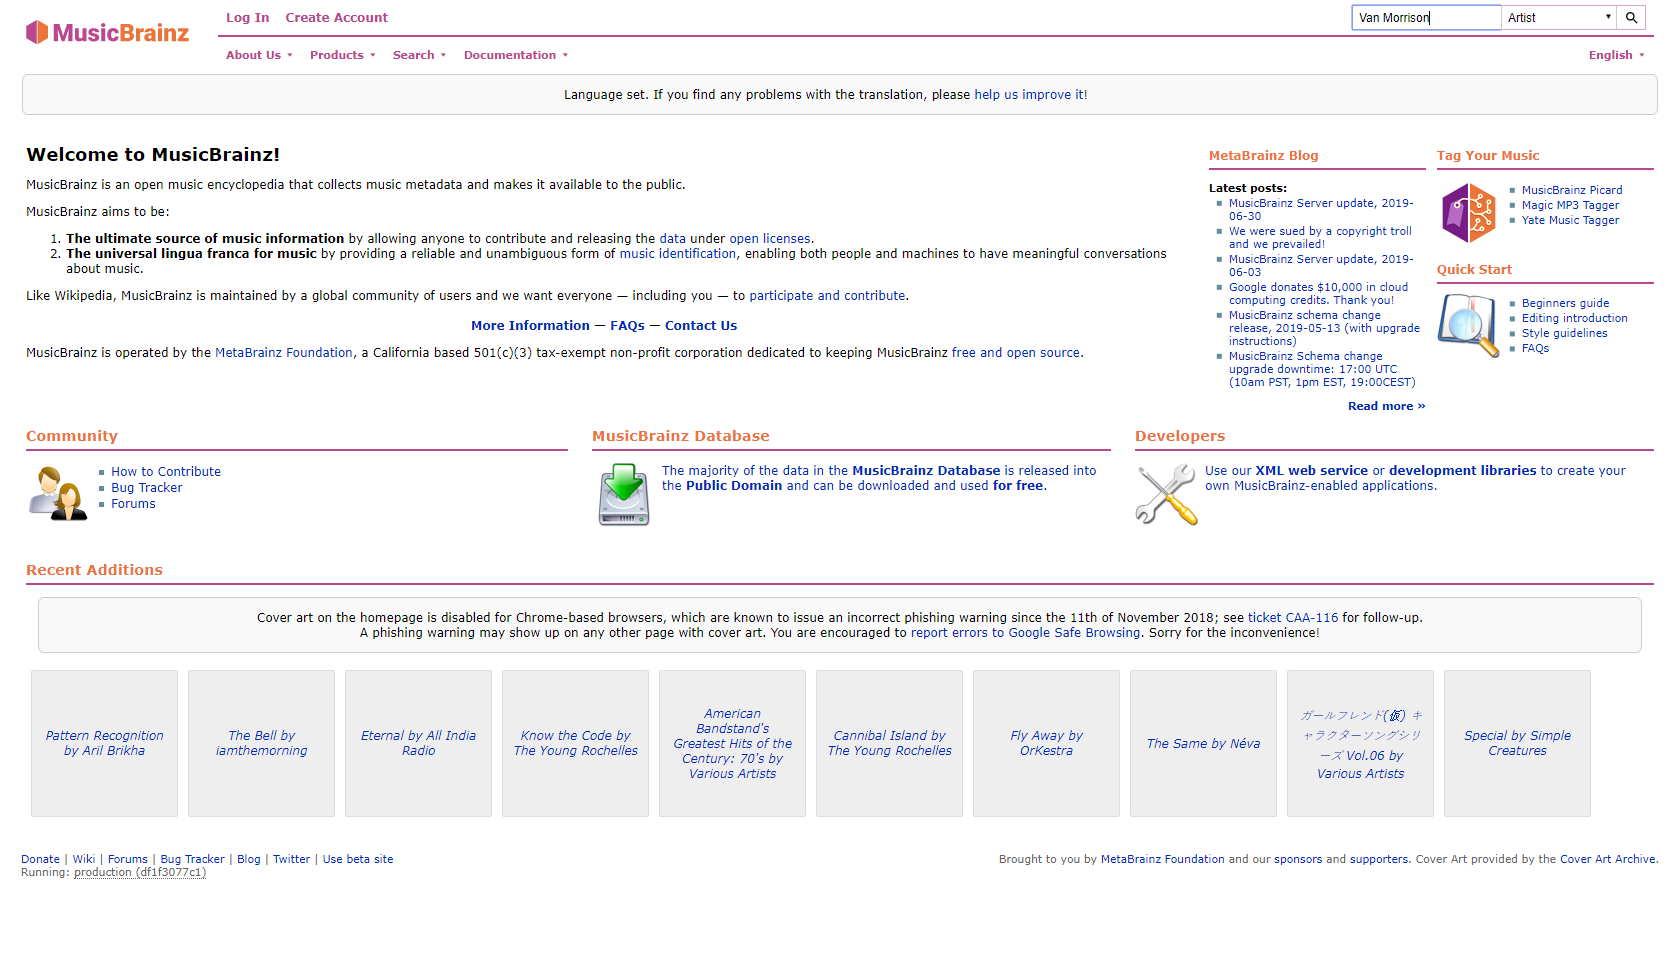 MusicBrainz
Log In Create Account
Van Morrison Artist
About Us Products Search Documentation
English
Language set. If you find any problems with the translation, please help us improve it!
Welcome to MusicBrainz!
MusicBrainz is an open music encyclopedia that collects music metadata and makes it available to the public.
MusicBrainz aims to be:
1. The ultimate source of music information by allowing anyone to contribute and releasing the data under open licenses.
2. The universal lingua franca for music by providing a reliable and unambiguous form of music identification, enabling both people and machines to have meaningful conversations
about music.
Like Wikipedia, MusicBrainz is maintained by a global community of users and we want everyone — including you — to participate and contribute.
More Information — FAQs — Contact Us
MusicBrainz is operated by the MetaBrainz Foundation, a California based 501(c)(3) tax-exempt non-profit corporation dedicated to keeping MusicBrainz free and open source.
MetaBrainz Blog
Latest posts:
MusicBrainz Server update, 2019-
06-30
We were sued by a copyright troll
and we prevailed!
MusicBrainz Server update, 2019-
06-03
Google donates $10,000 in cloud
computing credits. Thank you!
MusicBrainz schema change
release, 2019-05-13 (with upgrade
instructions)
MusicBrainz Schema change
upgrade downtime: 17:00 UTC
(10am PST, 1pm EST, 19:00CEST)
Read more »
Tag Your Music
MusicBrainz Picard
Magic MP3 Tagger
Yate Music Tagger
Quick Start
Beginners guide
Editing introduction
Style guidelines
FAQs
Community
How to Contribute
Bug Tracker
Forums
MusicBrainz Database
The majority of the data in the MusicBrainz Database is released into
the Public Domain and can be downloaded and used for free.
Developers
Use our XML web service or development libraries to create your
own MusicBrainz-enabled applications.
Recent Additions
Cover art on the homepage is disabled for Chrome-based browsers, which are known to issue an incorrect phishing warning since the 11th of November 2018; see ticket CAA-116 for follow-up.
A phishing warning may show up on any other page with cover art. You are encouraged to report errors to Google Safe Browsing. Sorry for the inconvenience!
Pattern Recognition
by Aril Brikha
The Bell by
iamthemorning
Eternal by All India
Radio
Know the Code by
The Young Rochelles
American
Bandstand's
Greatest Hits of the
Century: 70's by
Various Artists
Cannibal Island by
The Young Rochelles
Fly Away by
OrKestra
The Same by Néva
ガールフレンド(仮) キ
ャラクターソングシリ
ーズ Vol.06 by
Various Artists
Special by Simple
Creatures
Donate | Wiki | Forums | Bug Tracker | Blog | Twitter | Use beta site
Running: production (df1f3077c1)
Brought to you by MetaBrainz Foundation and our sponsors and supporters. Cover Art provided by the Cover Art Archive.